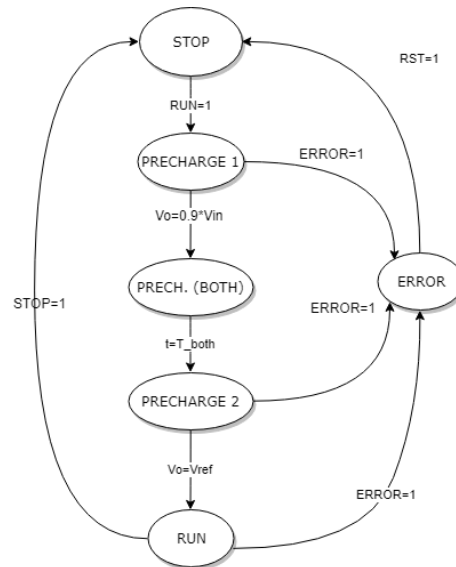 STOP
RST=1
RUN=1
PRECHARGE 1
ERROR=1
Vo=0.9*Vin
PRECH. (BOTH)
ERROR
STOP=1
ERROR=1
t=T_both
PRECHARGE 2
Vo=Vref
ERROR=1
RUN